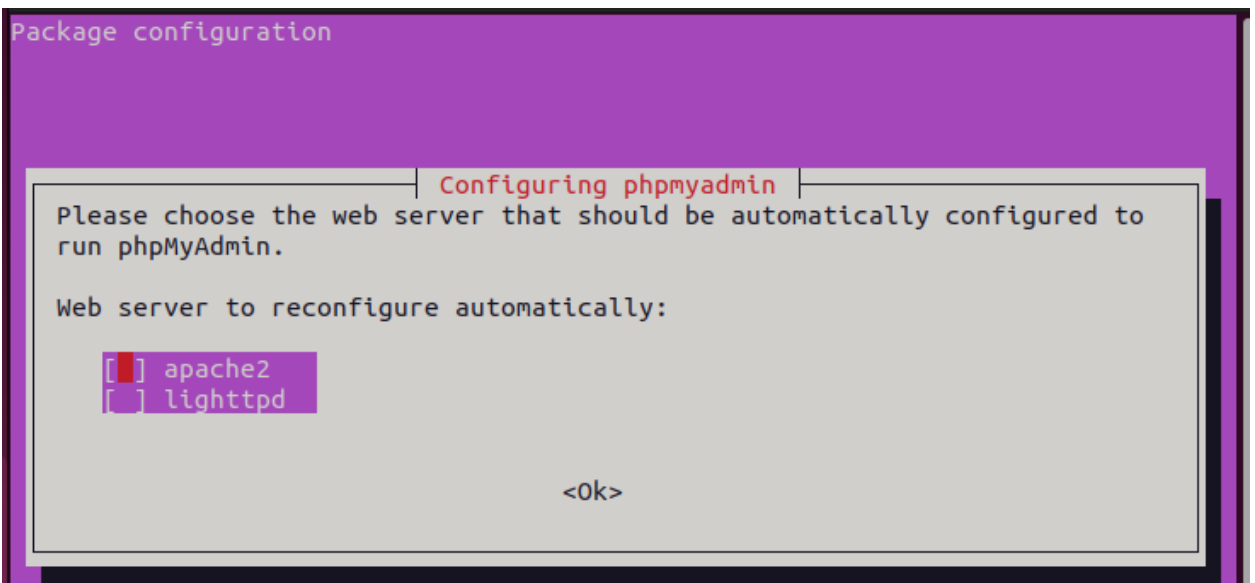 Package configuration
Configuring phpmyadmin
Please choose the web server that should be automatically configured to
run phpMyAdmin.
Web server to reconfigure automatically:
[ ] apache2
[ ] lighttpd
<Ok>